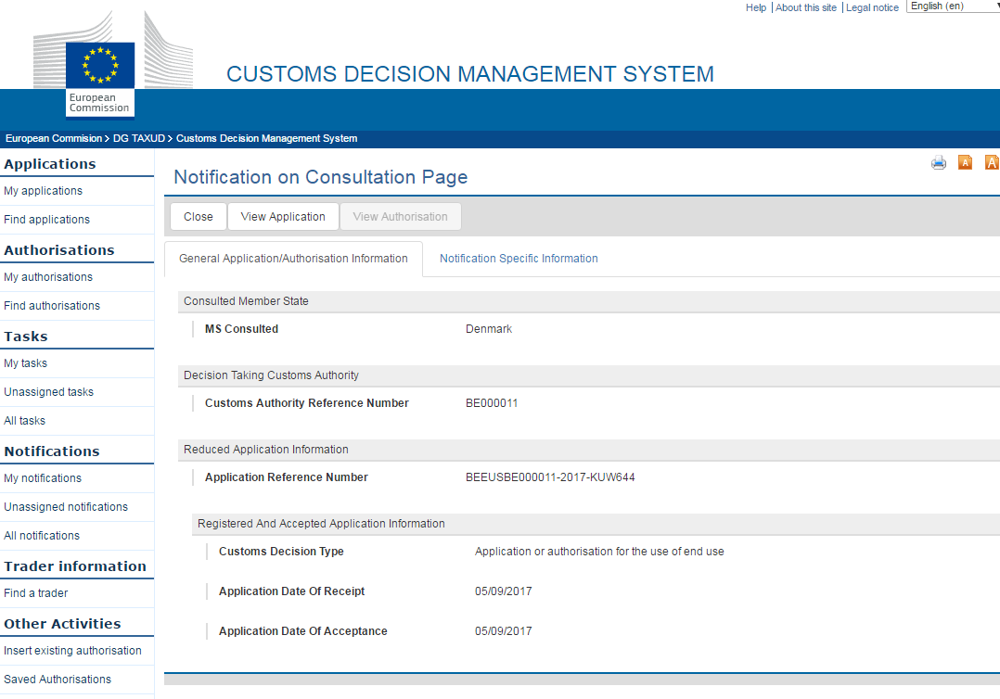 Help | About this site | Legal notice English (en)
European
Commission
CUSTOMS DECISION MANAGEMENT SYSTEM
European Commision > DG TAXUD > Customs Decision Management System
Applications
My applications
Find applications
Authorisations
My authorisations
Find authorisations
Tasks
My tasks
Unassigned tasks
All tasks
Notifications
My notifications
Unassigned notifications
All notifications
Trader information
Find a trader
Other Activities
Insert existing authorisation
Saved Authorisations
A A
Notification on Consultation Page
Close View Application View Authorisation
General Application/Authorisation Information Notification Specific Information
Consulted Member State
MS Consulted Denmark
Decision Taking Customs Authority
Customs Authority Reference Number BE000011
Reduced Application Information
Application Reference Number BEEUSBE000011-2017-KUW644
Registered And Accepted Application Information
Customs Decision Type Application or authorisation for the use of end use
Application Date Of Receipt 05/09/2017
Application Date Of Acceptance 05/09/2017